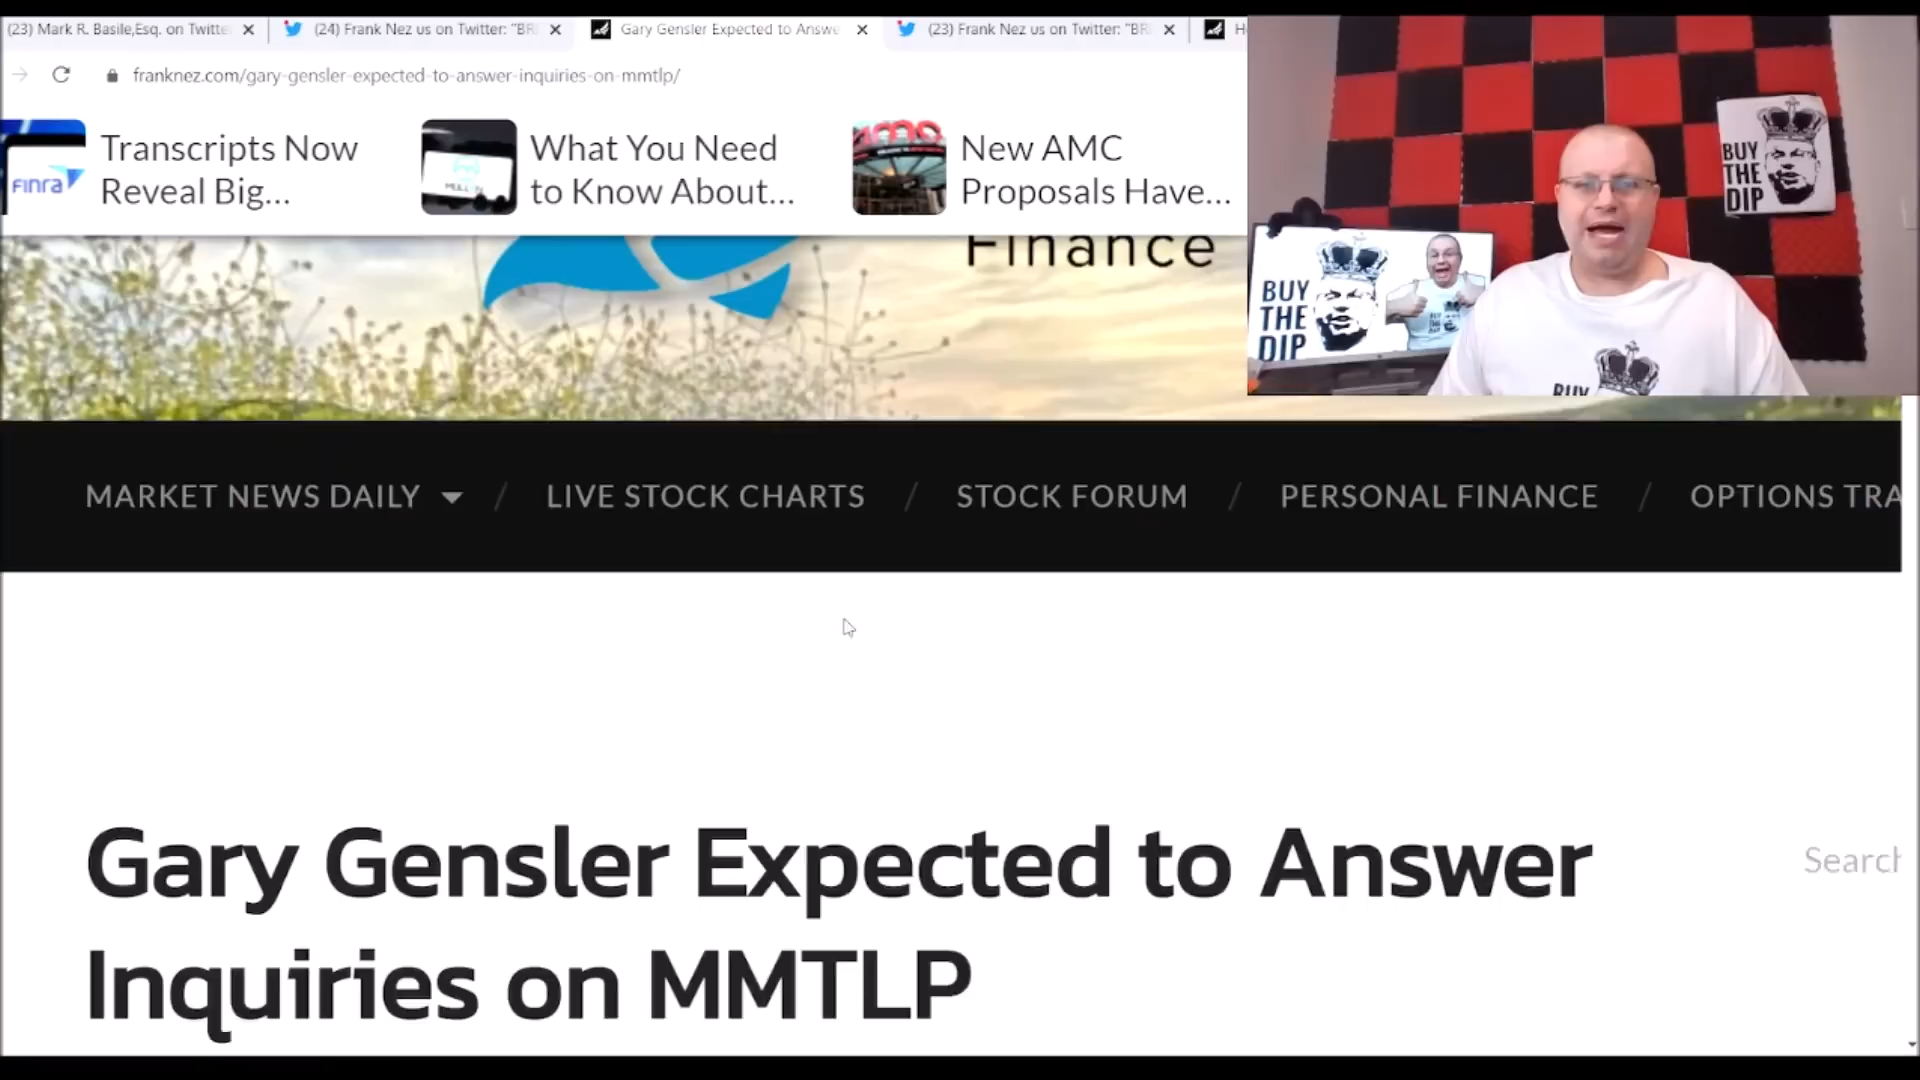 (23) Mark R. Basile,Esq. on Twitte
(24) Frank Nez us on Twitter: "BR
Gary Gensler Expected to Answe
(23) Frank Nez us on Twitter: "BR
H
franknez.com/gary-gensler-expected-to-answer-inquiries-on-mmtlp/
finra
Transcripts Now
Reveal Big...
MULLEN
What You Need
to Know About...
amc
New AMC
Proposals Have...
Finance
BUY
THE
DIP
BUY
THE
DIP
BUY
MARKET NEWS DAILY / LIVE STOCK CHARTS / STOCK FORUM / PERSONAL FINANCE / OPTIONS TRA
Gary Gensler Expected to Answer
Inquiries on MMTLP
Search